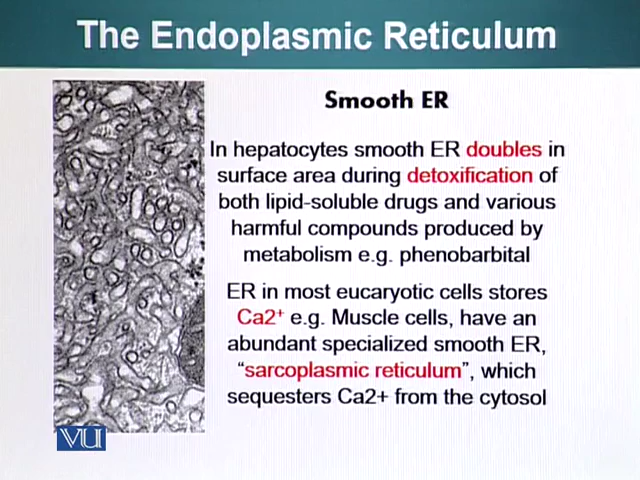 The Endoplasmic Reticulum
Smooth ER
In hepatocytes smooth ER doubles in
surface area during detoxification of
both lipid-soluble drugs and various
harmful compounds produced by
metabolism e.g. phenobarbital
ER in most eucaryotic cells stores
Ca2⁺ e.g. Muscle cells, have an
abundant specialized smooth ER,
“sarcoplasmic reticulum”, which
sequesters Ca2+ from the cytosol
VU